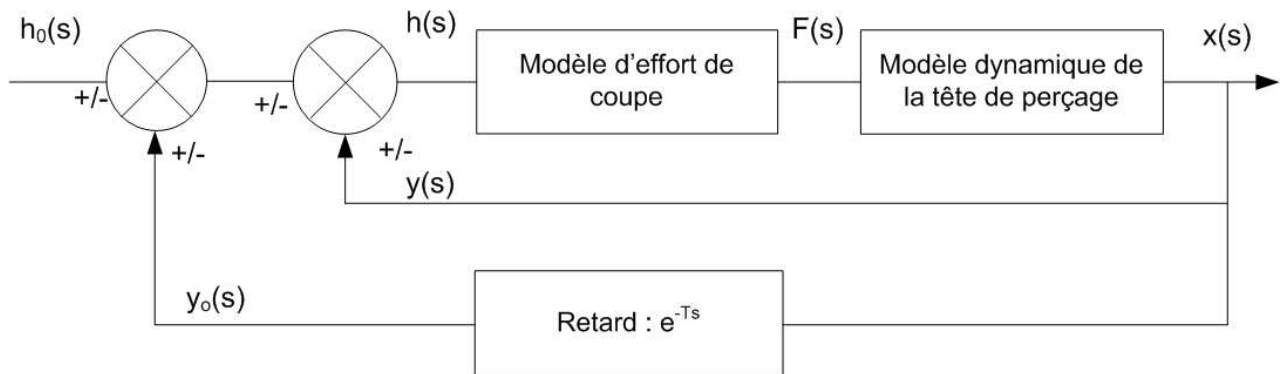 h₀(s)
+/-
+/-
+/-
h(s)
+/-
Modèle d'effort de
coupe
F(s)
Modèle dynamique de
la tête de perçage
x(s)
y(s)
y₀(s)
Retard : e⁻ᵀˢ